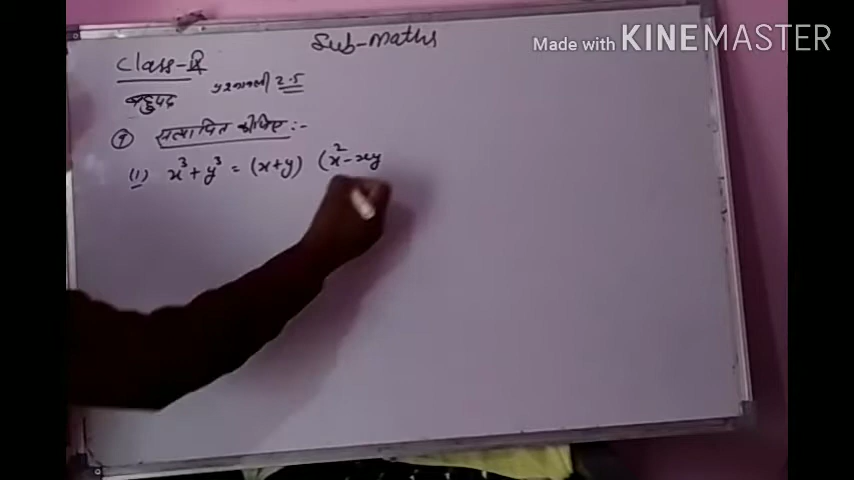 Sub-Maths
Made with KINEMASTER
Class-IX
बहुपद प्रश्नावली 2.5
9 सत्यापित कीजिए :-
(1) x³ + y³ = (x+y) (x² - xy